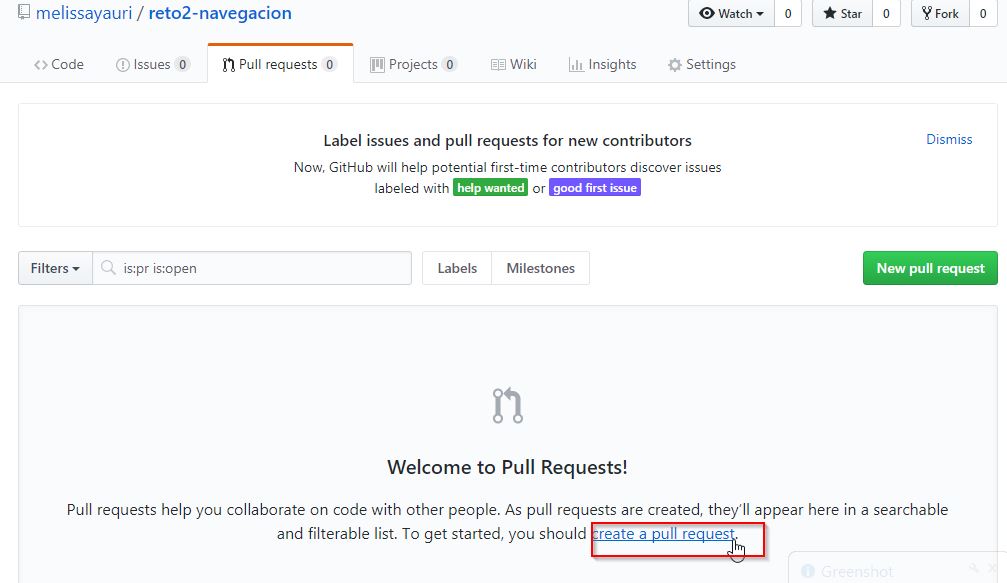 melissayauri / reto2-navegacion
Watch 0 Star 0 Fork 0
Code Issues 0 Pull requests 0 Projects 0 Wiki Insights Settings
Label issues and pull requests for new contributors
Dismiss
Now, GitHub will help potential first-time contributors discover issues
labeled with help wanted or good first issue
Filters is:pr is:open Labels Milestones New pull request
Welcome to Pull Requests!
Pull requests help you collaborate on code with other people. As pull requests are created, they'll appear here in a searchable
and filterable list. To get started, you should create a pull request.
Greenshot